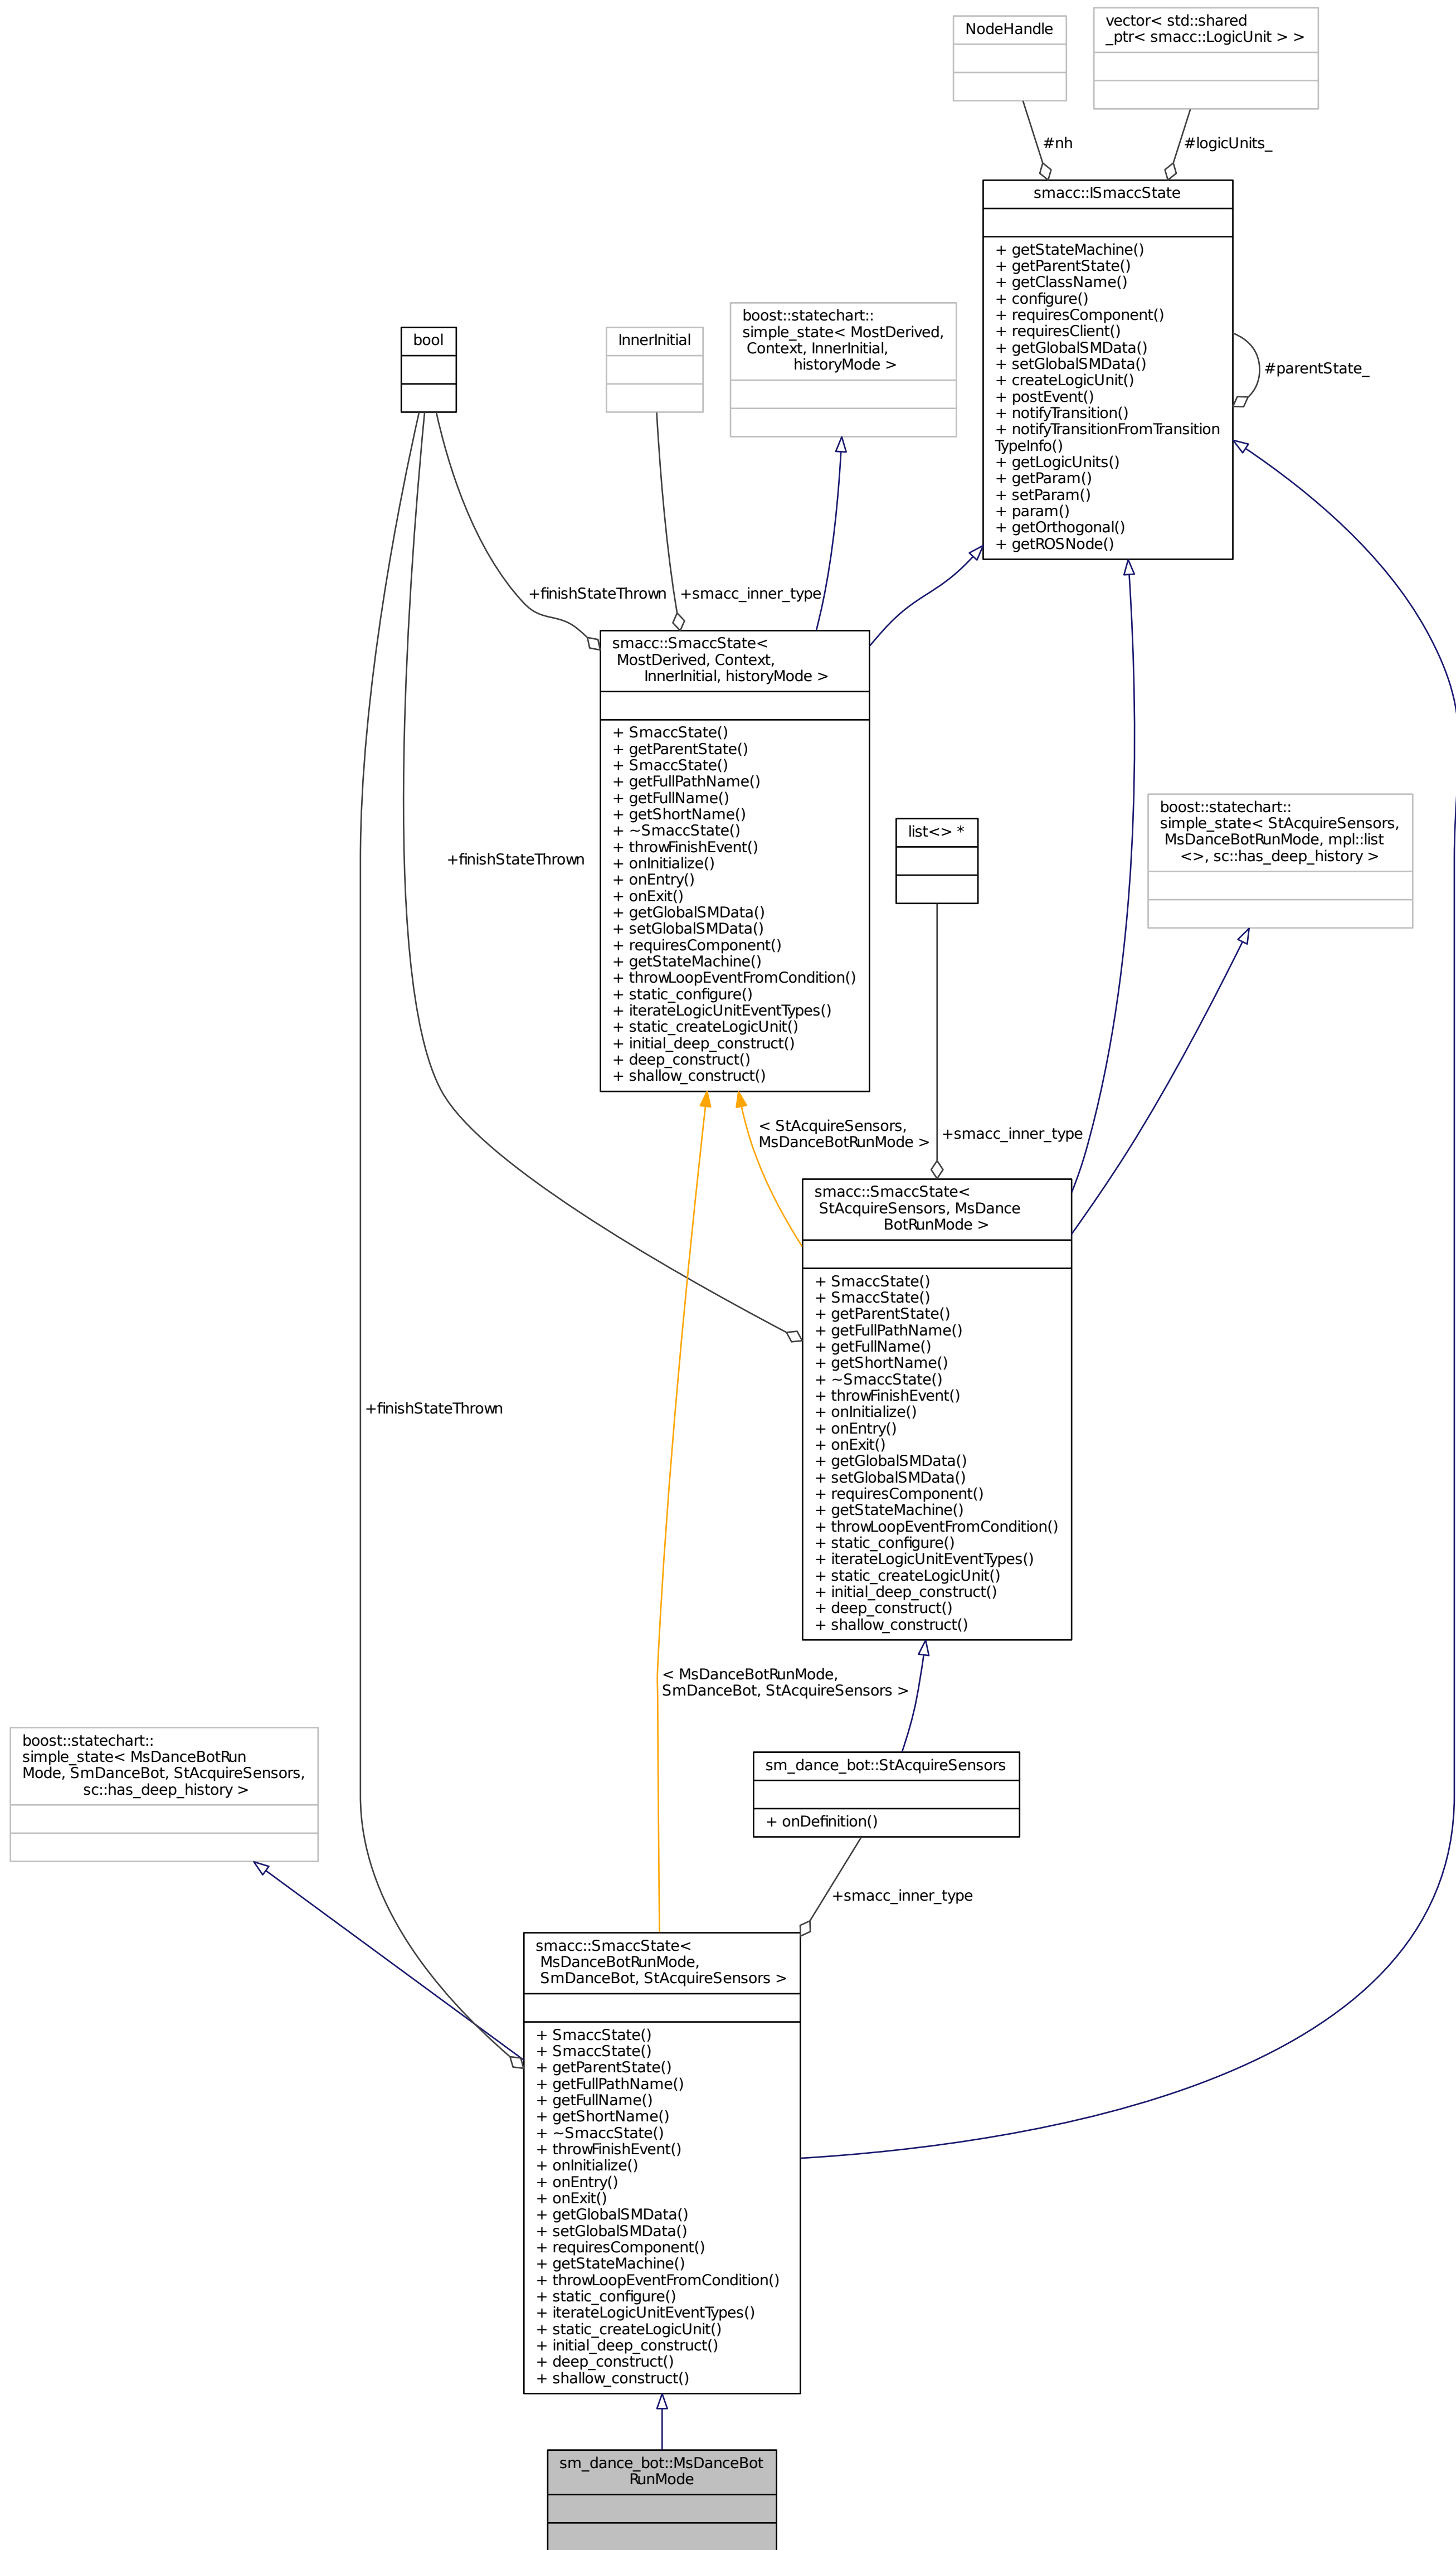 NodeHandle
vector< std::shared
_ptr< smacc::LogicUnit > >
#nh
#logicUnits_
smacc::ISmaccState
+ getStateMachine()
+ getParentState()
+ getClassName()
+ configure()
+ requiresComponent()
+ requiresClient()
+ getGlobalSMData()
+ setGlobalSMData()
+ createLogicUnit()
+ postEvent()
+ notifyTransition()
+ notifyTransitionFromTransition
TypeInfo()
+ getLogicUnits()
+ getParam()
+ setParam()
+ param()
+ getOrthogonal()
+ getROSNode()
#parentState_
boost::statechart::
simple_state< MostDerived,
Context, InnerInitial,
historyMode >
bool
InnerInitial
+finishStateThrown
+smacc_inner_type
smacc::SmaccState<
MostDerived, Context,
InnerInitial, historyMode >
+ SmaccState()
+ getParentState()
+ SmaccState()
+ getFullPathName()
+ getFullName()
+ getShortName()
+ ~SmaccState()
+ throwFinishEvent()
+ onInitialize()
+ onEntry()
+ onExit()
+ getGlobalSMData()
+ setGlobalSMData()
+ requiresComponent()
+ getStateMachine()
+ throwLoopEventFromCondition()
+ static_configure()
+ iterateLogicUnitEventTypes()
+ static_createLogicUnit()
+ initial_deep_construct()
+ deep_construct()
+ shallow_construct()
+finishStateThrown
list<> *
boost::statechart::
simple_state< StAcquireSensors,
MsDanceBotRunMode, mpl::list
<>, sc::has_deep_history >
< StAcquireSensors,
MsDanceBotRunMode >
+smacc_inner_type
smacc::SmaccState<
StAcquireSensors, MsDance
BotRunMode >
+ SmaccState()
+ SmaccState()
+ getParentState()
+ getFullPathName()
+ getFullName()
+ getShortName()
+ ~SmaccState()
+ throwFinishEvent()
+ onInitialize()
+ onEntry()
+ onExit()
+ getGlobalSMData()
+ setGlobalSMData()
+ requiresComponent()
+ getStateMachine()
+ throwLoopEventFromCondition()
+ static_configure()
+ iterateLogicUnitEventTypes()
+ static_createLogicUnit()
+ initial_deep_construct()
+ deep_construct()
+ shallow_construct()
+finishStateThrown
< MsDanceBotRunMode,
SmDanceBot, StAcquireSensors >
boost::statechart::
simple_state< MsDanceBotRun
Mode, SmDanceBot, StAcquireSensors,
sc::has_deep_history >
sm_dance_bot::StAcquireSensors
+ onDefinition()
+smacc_inner_type
smacc::SmaccState<
MsDanceBotRunMode,
SmDanceBot, StAcquireSensors >
+ SmaccState()
+ SmaccState()
+ getParentState()
+ getFullPathName()
+ getFullName()
+ getShortName()
+ ~SmaccState()
+ throwFinishEvent()
+ onInitialize()
+ onEntry()
+ onExit()
+ getGlobalSMData()
+ setGlobalSMData()
+ requiresComponent()
+ getStateMachine()
+ throwLoopEventFromCondition()
+ static_configure()
+ iterateLogicUnitEventTypes()
+ static_createLogicUnit()
+ initial_deep_construct()
+ deep_construct()
+ shallow_construct()
sm_dance_bot::MsDanceBot
RunMode